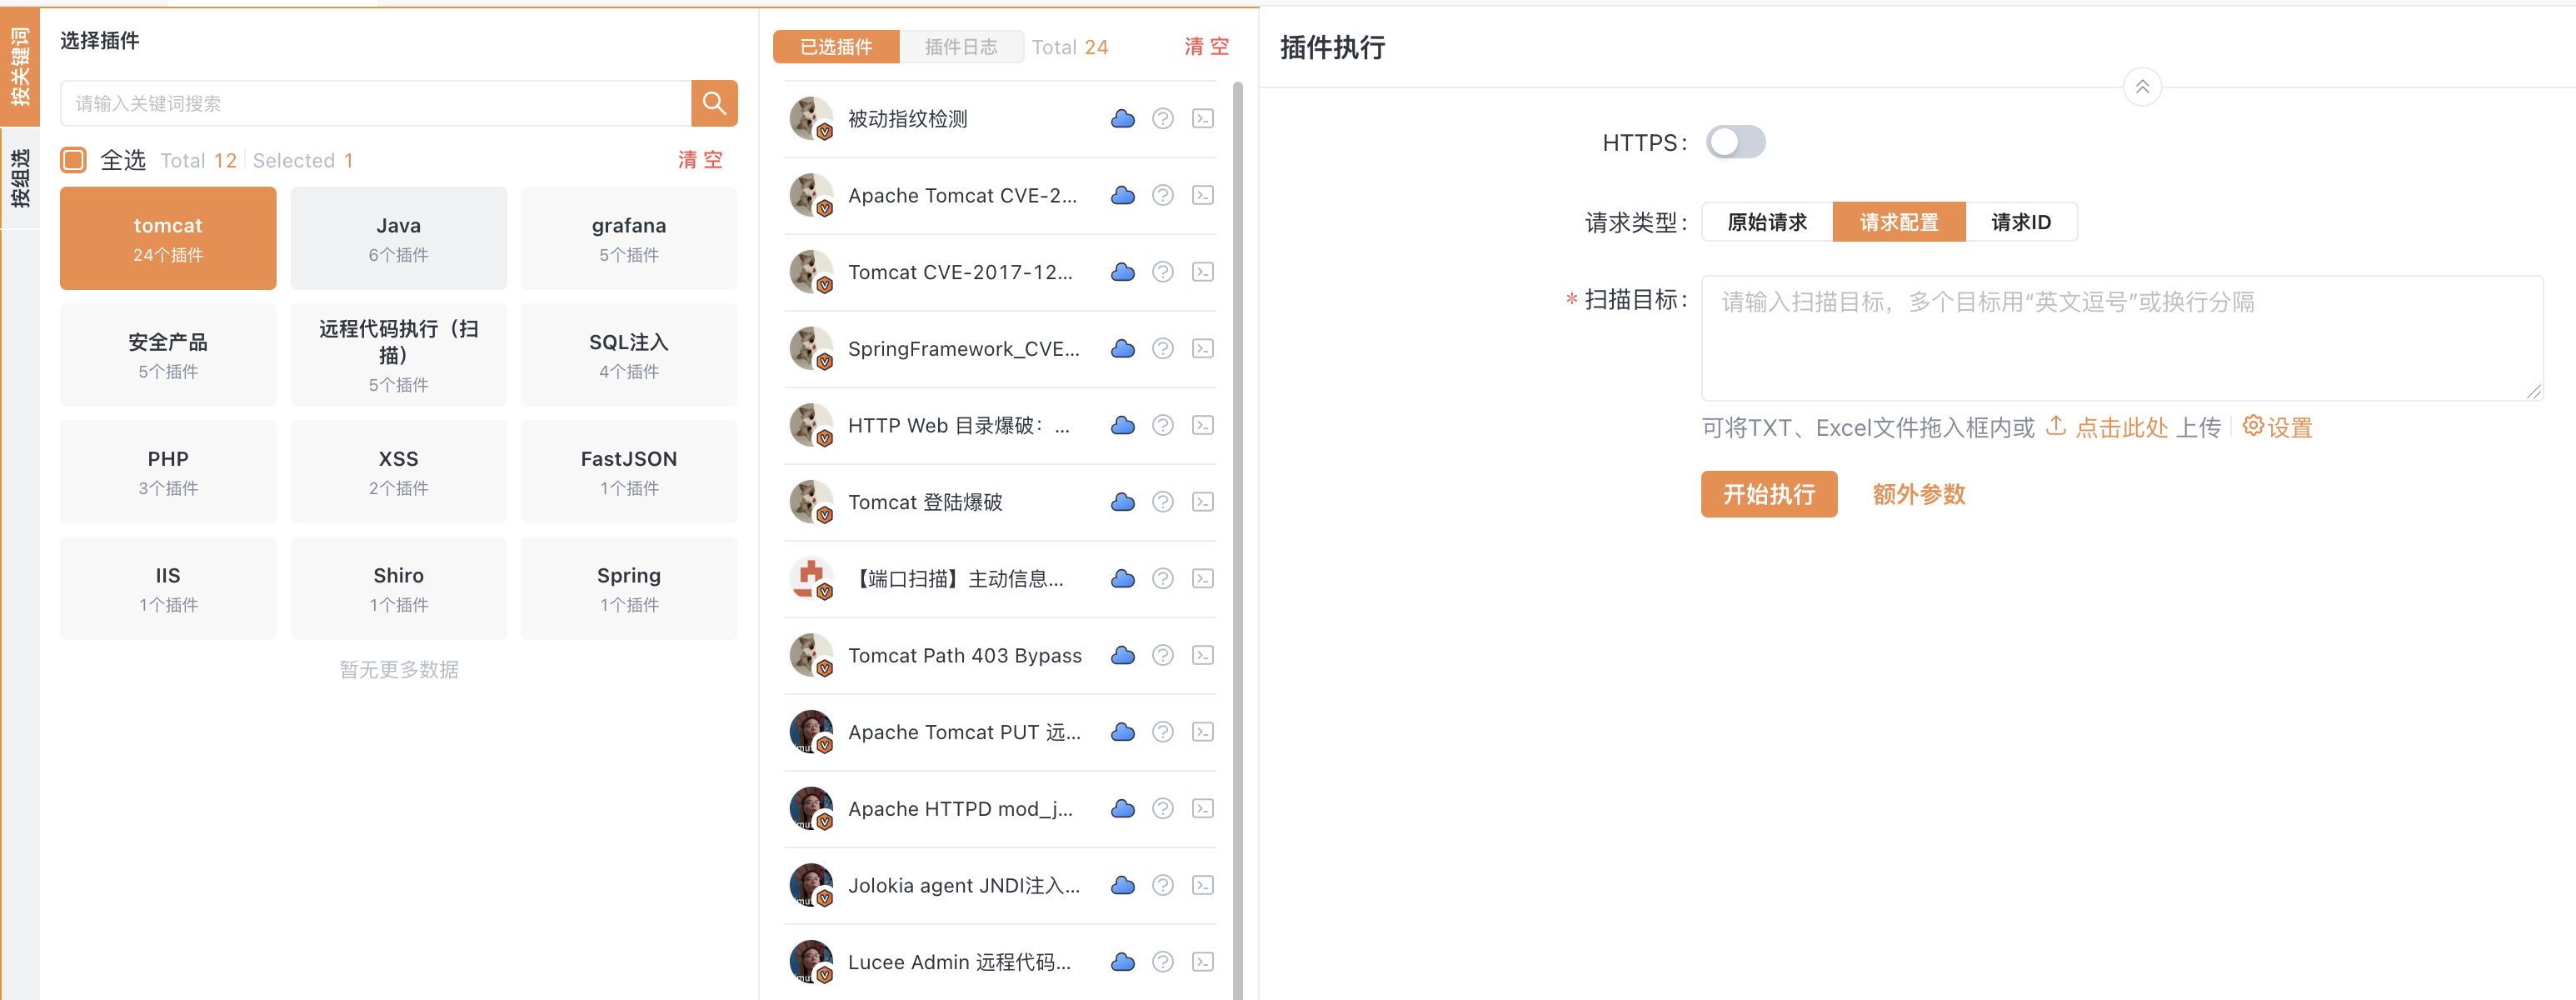 按关键词
按组选
选择插件
请输入关键词搜索
全选 Total 12 Selected 1 清 空
tomcat
24个插件
Java
6个插件
grafana
5个插件
安全产品
5个插件
远程代码执行（扫
描）
5个插件
SQL注入
4个插件
PHP
3个插件
XSS
2个插件
FastJSON
1个插件
IIS
1个插件
Shiro
1个插件
Spring
1个插件
暂无更多数据
已选插件 插件日志 Total 24 清 空
被动指纹检测
Apache Tomcat CVE-2...
Tomcat CVE-2017-12...
SpringFramework_CVE...
HTTP Web 目录爆破：...
Tomcat 登陆爆破
【端口扫描】主动信息...
Tomcat Path 403 Bypass
Apache Tomcat PUT 远...
Apache HTTPD mod_j...
Jolokia agent JNDI注入...
Lucee Admin 远程代码...
插件执行
HTTPS:
请求类型: 原始请求 请求配置 请求ID
* 扫描目标: 请输入扫描目标，多个目标用“英文逗号”或换行分隔
可将TXT、Excel文件拖入框内或 点击此处 上传 设置
开始执行 额外参数